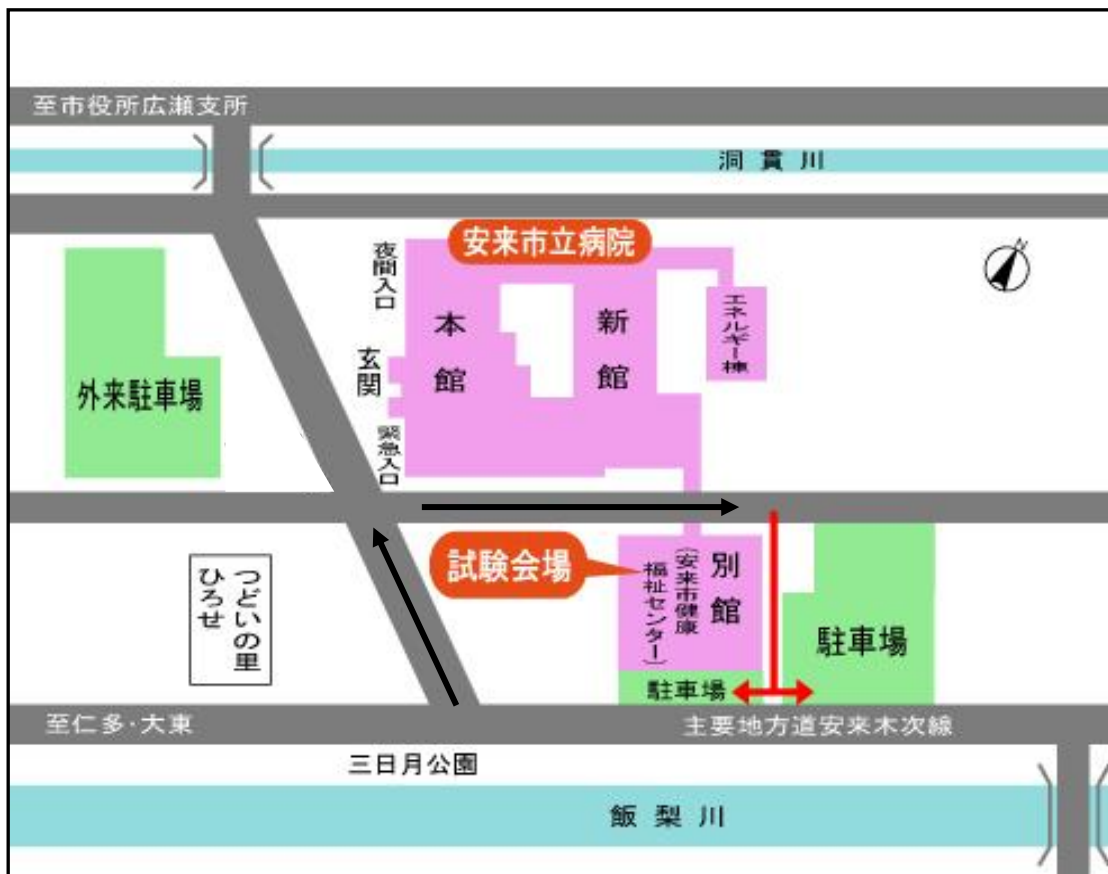 至市役所広瀬支所
洞貫川
安来市立病院
N
夜間入口
本館
新館
エネルギー棟
玄関
外来駐車場
緊急入口
試験会場
別館
(安来市健康
福祉センター)
つどいの里
ひろせ
駐車場
駐車場
至仁多・大東
主要地方道安来木次線
三日月公園
飯梨川